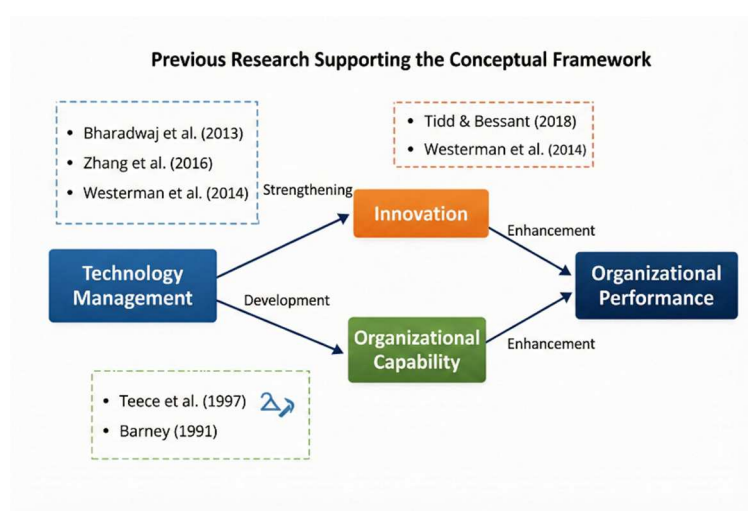 Previous Research Supporting the Conceptual Framework
• Bharadwaj et al. (2013)
• Zhang et al. (2016)
• Westerman et al. (2014)
• Tidd & Bessant (2018)
• Westerman et al. (2014)
Strengthening
Innovation
Enhancement
Technology
Management
Organizational
Performance
Development
Organizational
Capability
Enhancement
• Teece et al. (1997)
• Barney (1991)